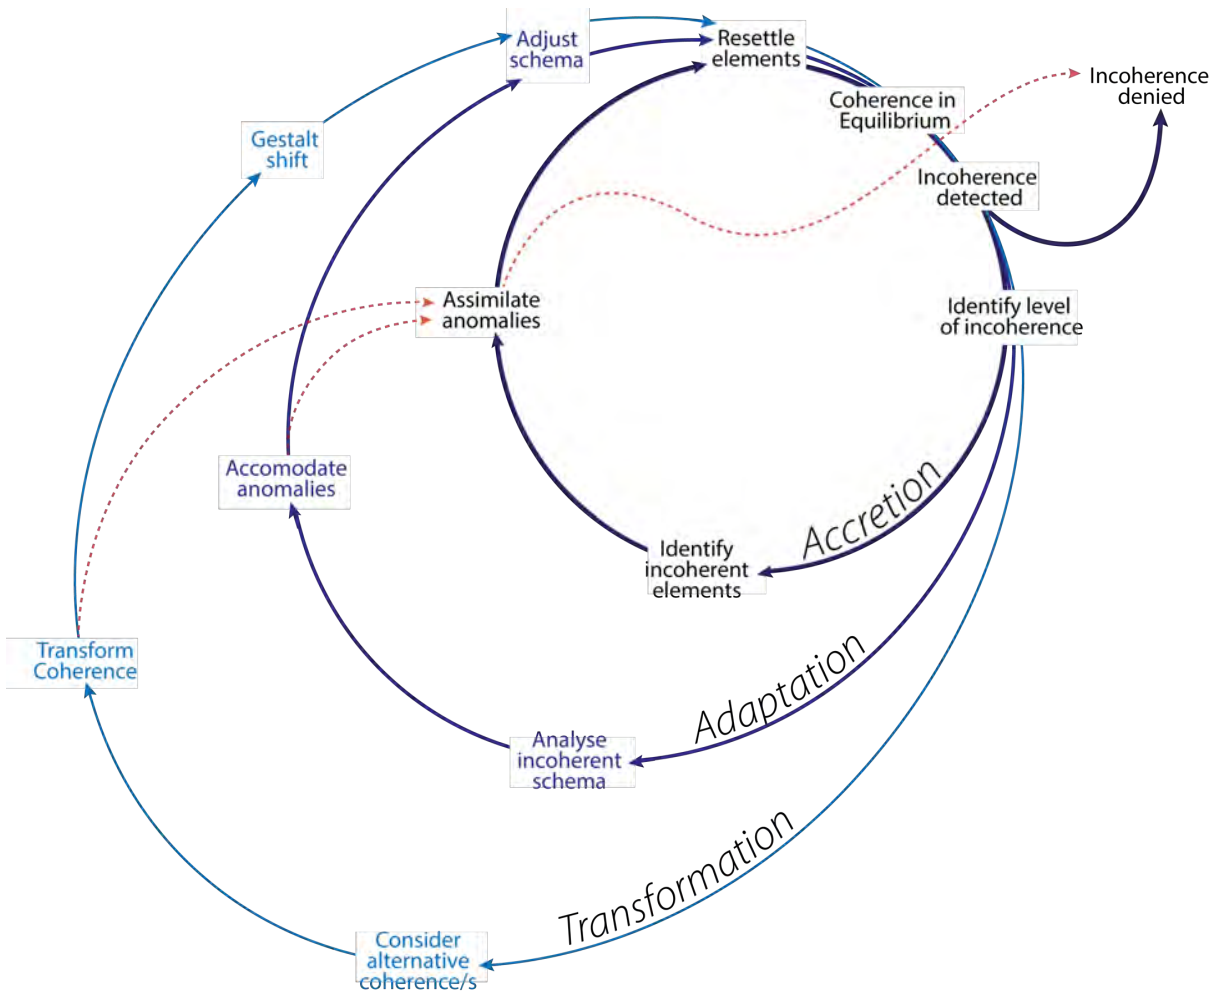 Adjust
schema
Resettle
elements
Incoherence
denied
Coherence in
Equilibrium
Gestalt
shift
Incoherence
detected
Assimilate
anomalies
Identify level
of incoherence
Accomodate
anomalies
Accretion
Identify
incoherent
elements
Transform
Coherence
Adaptation
Analyse
incoherent
schema
Transformation
Consider
alternative
coherence/s